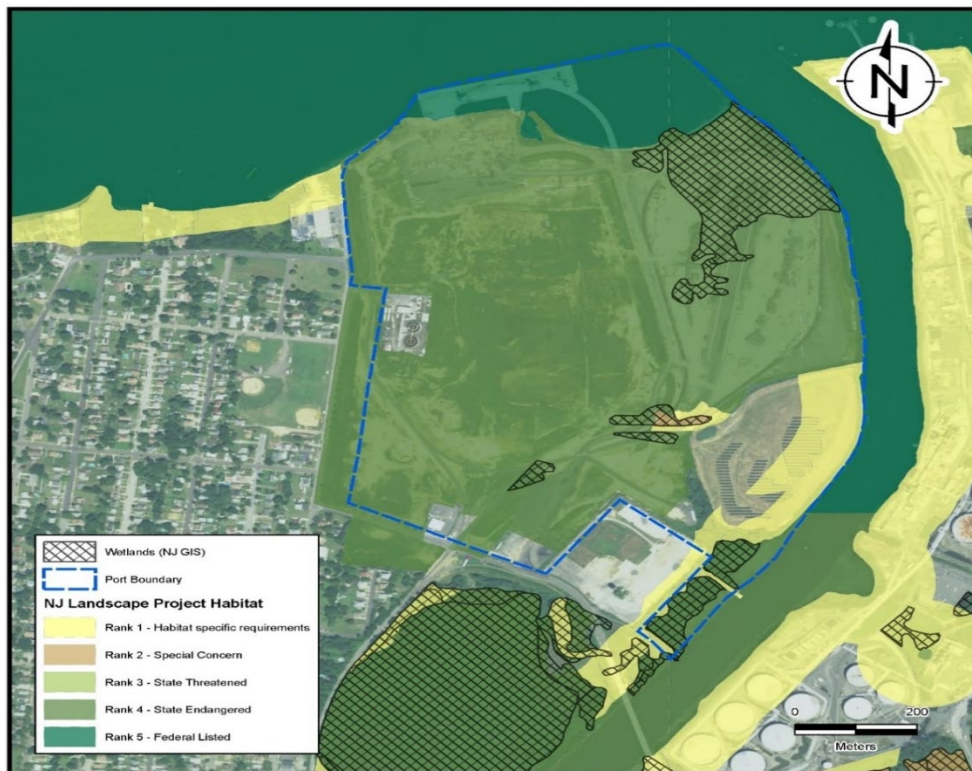 N
Wetlands (NJ GIS)
Port Boundary
NJ Landscape Project Habitat
Rank 1 - Habitat specific requirements
Rank 2 - Special Concern
Rank 3 - State Threatened
Rank 4 - State Endangered
Rank 5 - Federal Listed
0 200
Meters